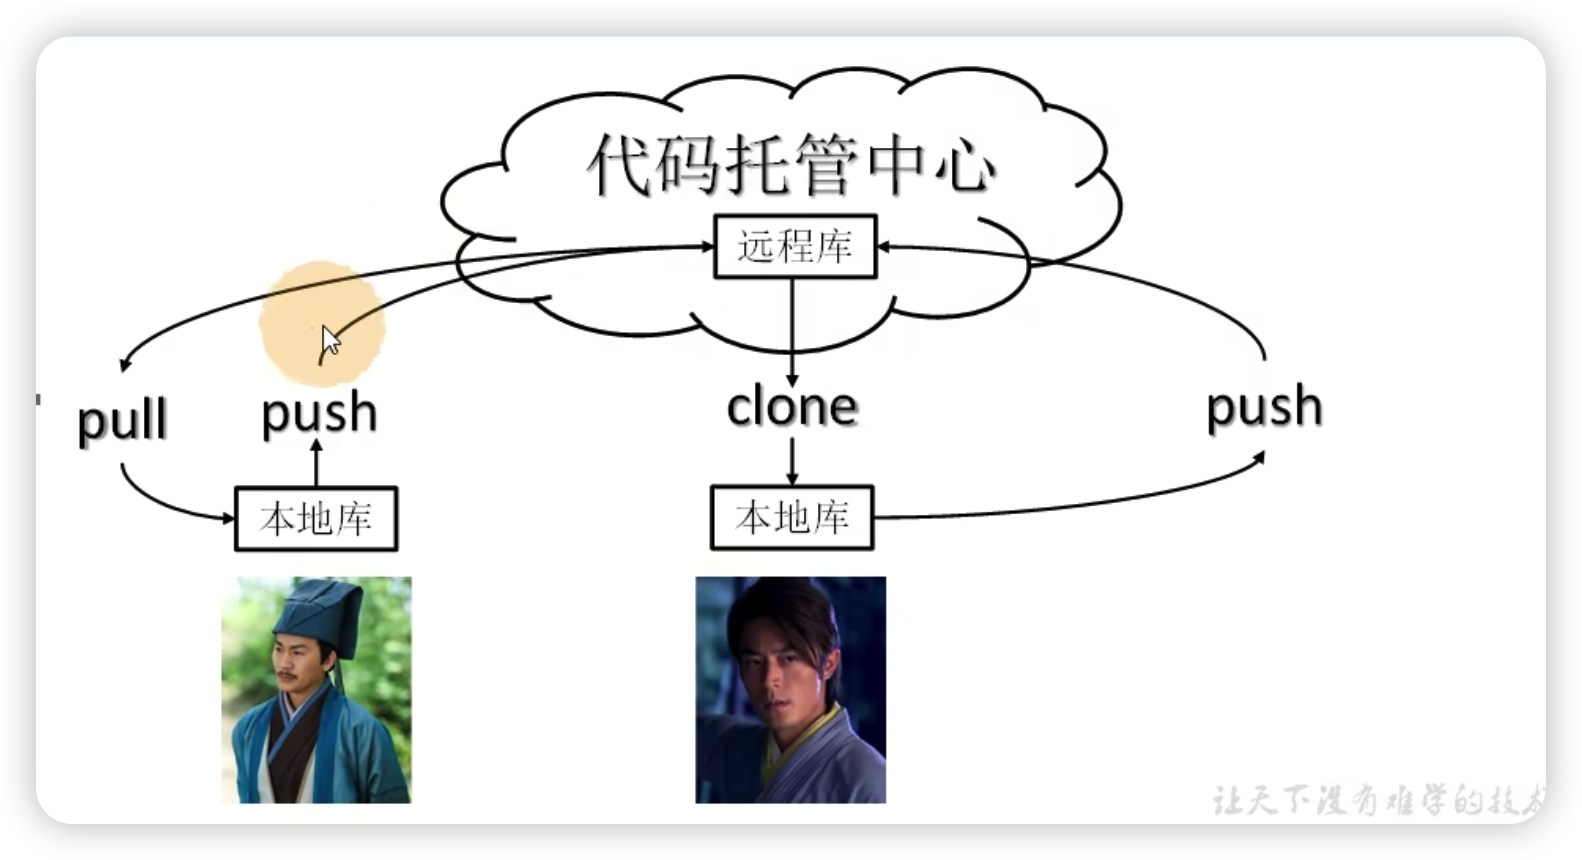 代码托管中心
远程库
pull
push
clone
push
本地库
本地库
让天下没有难学的技术